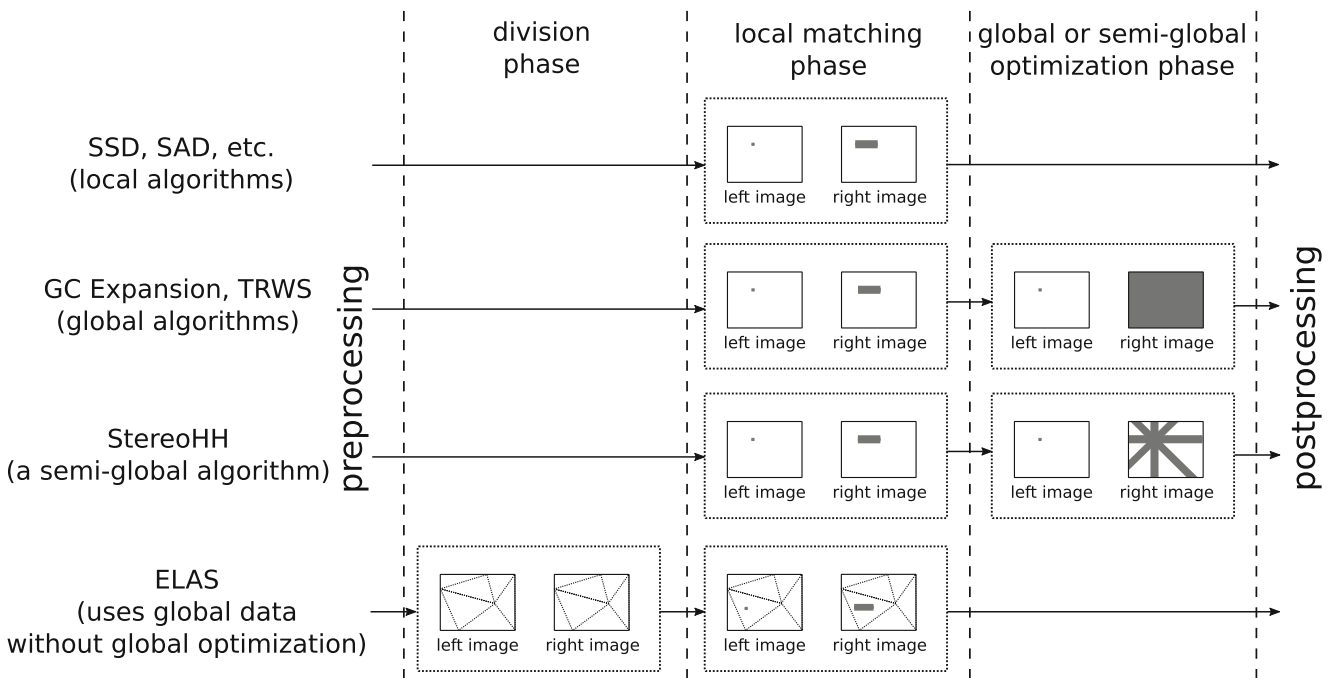 division
phase
local matching
phase
global or semi-global
optimization phase
preprocessing
postprocessing
SSD, SAD, etc.
(local algorithms)
left image
right image
GC Expansion, TRWS
(global algorithms)
left image
right image
left image
right image
StereoHH
(a semi-global algorithm)
left image
right image
left image
right image
ELAS
(uses global data
without global optimization)
left image
right image
left image
right image